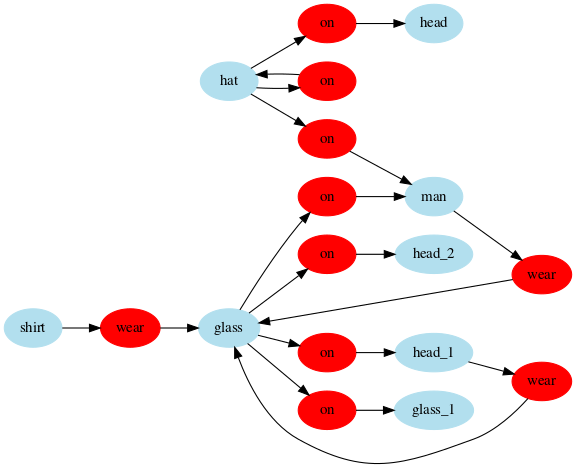 on
head
hat
on
on
on
man
on
head_2
wear
shirt
wear
glass
on
head_1
wear
on
glass_1